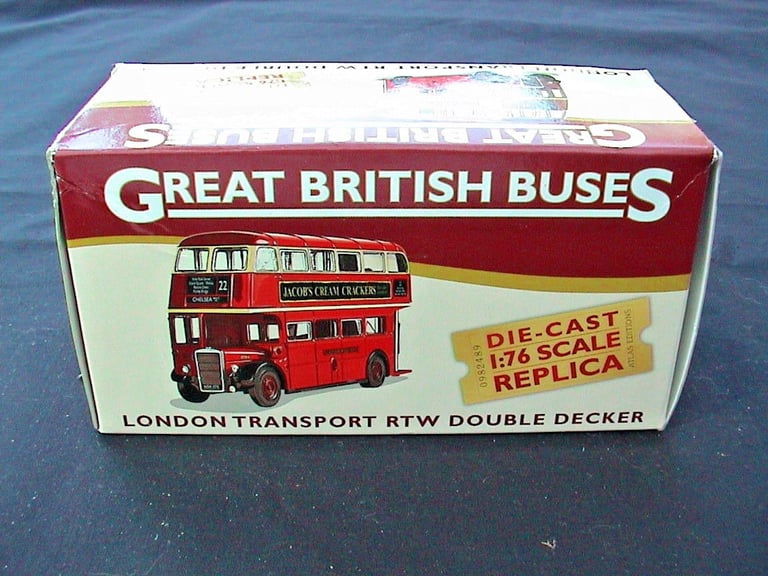 REPLICA
GREAT BRITISH BUSES
GREAT BRITISH BUSES
22
CHELSEA
JACOB'S CREAM CRACKERS
DIE-CAST
1:76 SCALE
REPLICA
0982489
ATLAS EDITIONS
LONDON TRANSPORT RTW DOUBLE DECKER